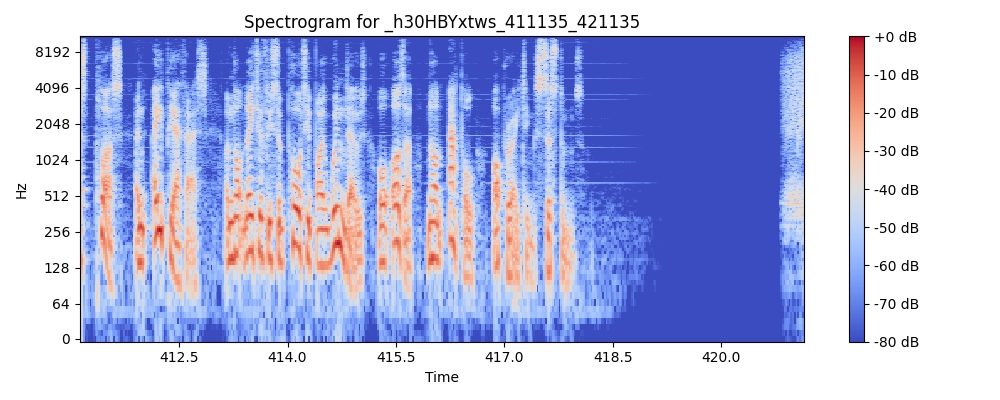 Spectrogram for _h30HBYxtws_411135_421135
8192
4096
2048
1024
512
256
128
64
0
Hz
412.5 414.0 415.5 417.0 418.5 420.0
Time
+0 dB
-10 dB
-20 dB
-30 dB
-40 dB
-50 dB
-60 dB
-70 dB
-80 dB